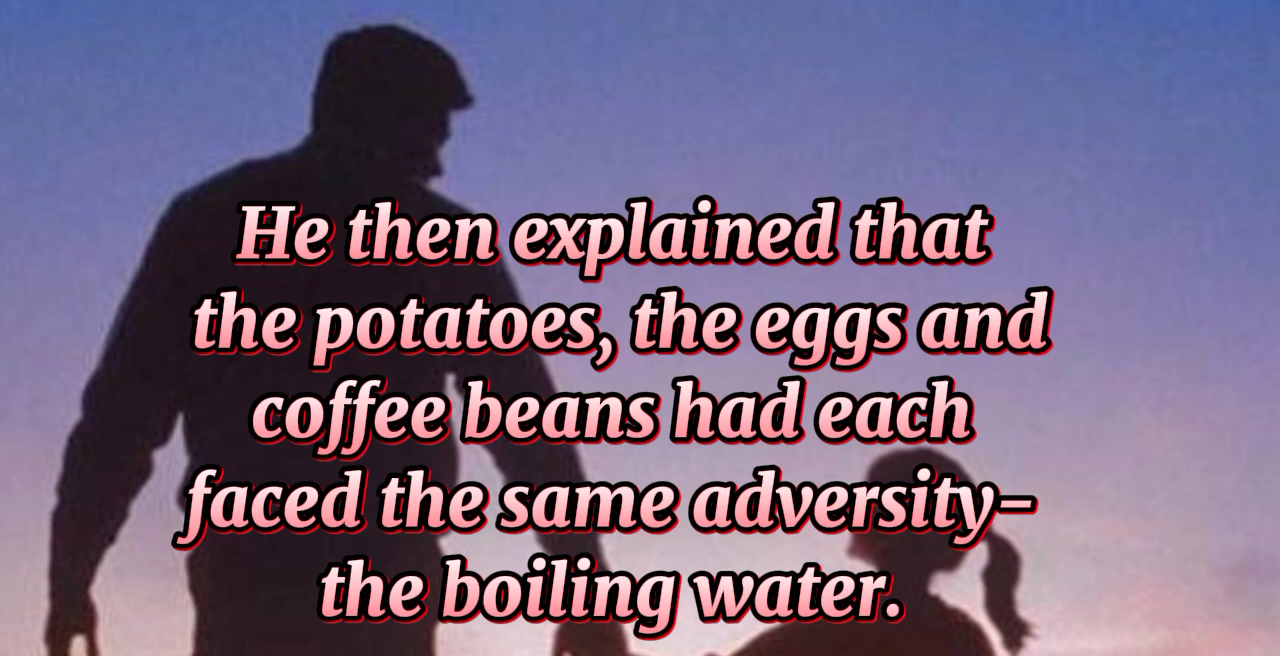 He then explained that
the potatoes, the eggs and
coffee beans had each
faced the same adversity-
the boiling water.